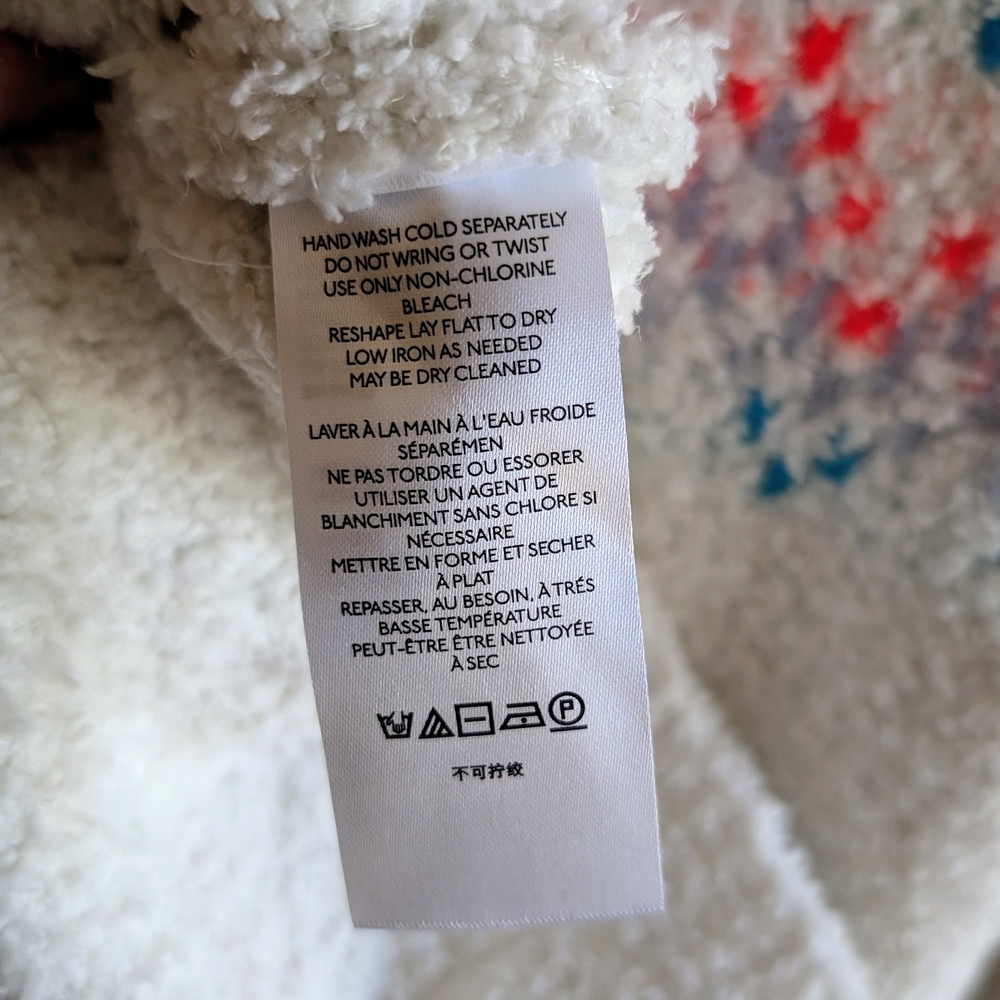 HAND WASH COLD SEPARATELY
DO NOT WRING OR TWIST
USE ONLY NON-CHLORINE
BLEACH
RESHAPE LAY FLAT TO DRY
LOW IRON AS NEEDED
MAY BE DRY CLEANED
LAVER À LA MAIN À L'EAU FROIDE
SÉPARÉMEN
NE PAS TORDRE OU ESSORER
UTILISER UN AGENT DE
BLANCHIMENT SANS CHLORE SI
NÉCESSAIRE
METTRE EN FORME ET SECHER
À PLAT
REPASSER, AU BESOIN, À TRÉS
BASSE TEMPÉRATURE
PEUT-ÊTRE ÊTRE NETTOYÉE
À SEC
P
不可拧绞